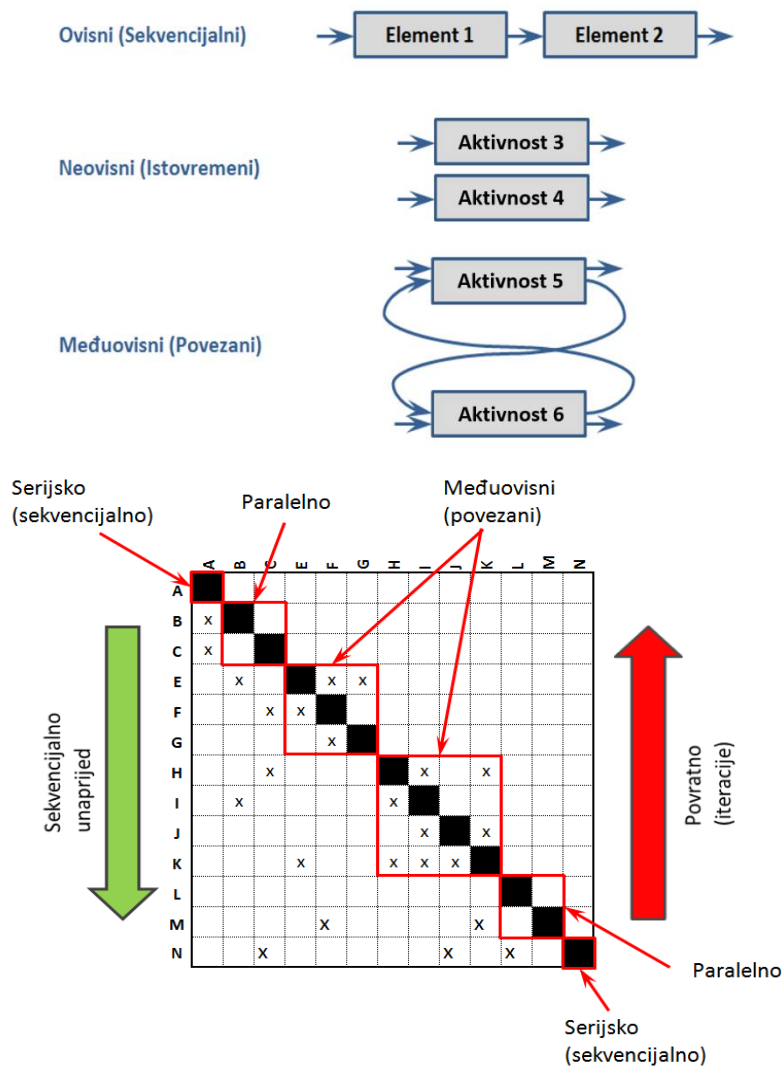 Ovisni (Sekvencijalni)
Element 1
Element 2
Neovisni (Istovremeni)
Aktivnost 3
Aktivnost 4
Međuovisni (Povezani)
Aktivnost 5
Aktivnost 6
Serijsko
(sekvencijalno)
Paralelno
Međuovisni
(povezani)
A B C E F G H I J K L M N
A
B x
C x
E x x x
F x x
G x
H x x x
I x x
J x x
K x x x x
L
M x x
N x x x
Sekvencijalno
unaprijed
Povratno
(iteracije)
Paralelno
Serijsko
(sekvencijalno)